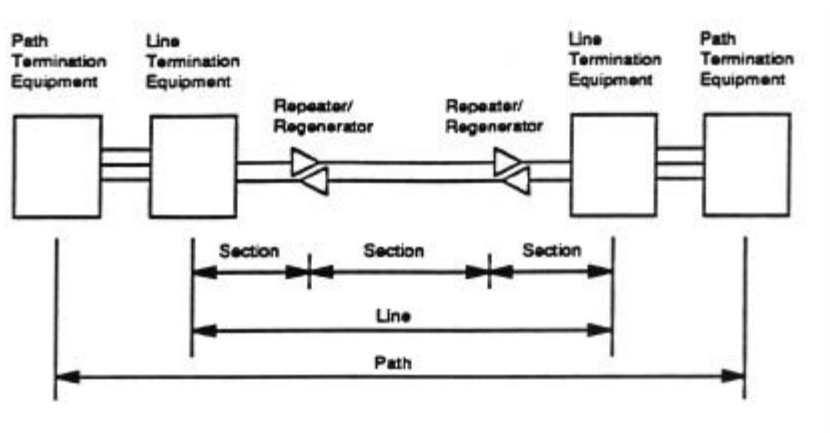 Path
Termination
Equipment
Line
Termination
Equipment
Repeater/
Regenerator
Repeater/
Regenerator
Line
Termination
Equipment
Path
Termination
Equipment
Section
Section
Section
Line
Path